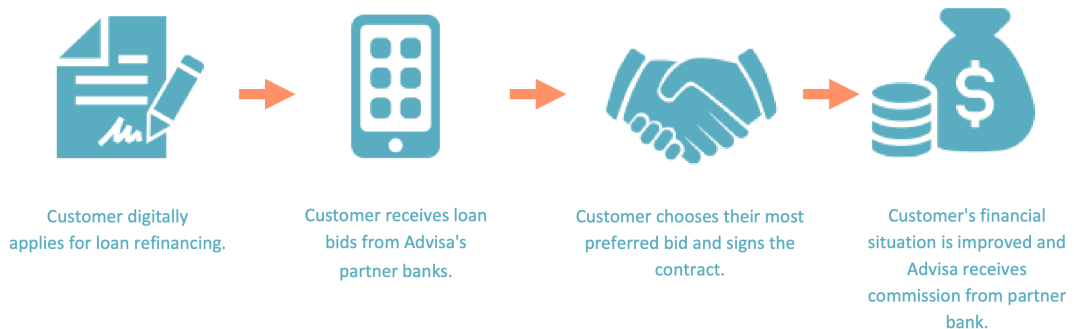 Customer digitally
applies for loan refinancing.
Customer receives loan
bids from Advisa's
partner banks.
Customer chooses their most
preferred bid and signs the
contract.
Customer's financial
situation is improved and
Advisa receives
commission from partner
bank.
$